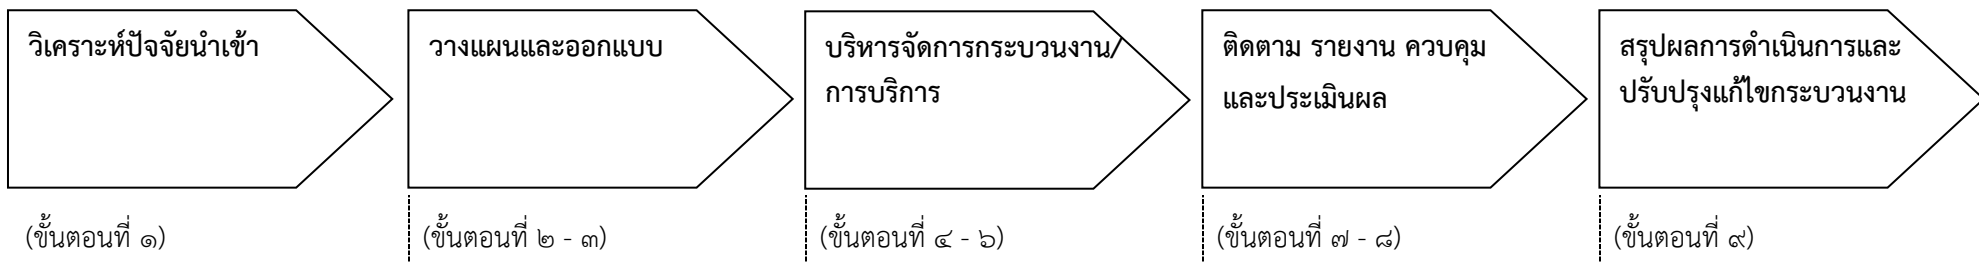 วิเคราะห์ปัจจัยนำเข้า
วางแผนและออกแบบ
บริหารจัดการกระบวนงาน/
การบริการ
ติดตาม รายงาน ควบคุม
และประเมินผล
สรุปผลการดำเนินการและ
ปรับปรุงแก้ไขกระบวนงาน
(ขั้นตอนที่ ๑)
(ขั้นตอนที่ ๒ - ๓)
(ขั้นตอนที่ ๔ - ๖)
(ขั้นตอนที่ ๗ - ๘)
(ขั้นตอนที่ ๙)